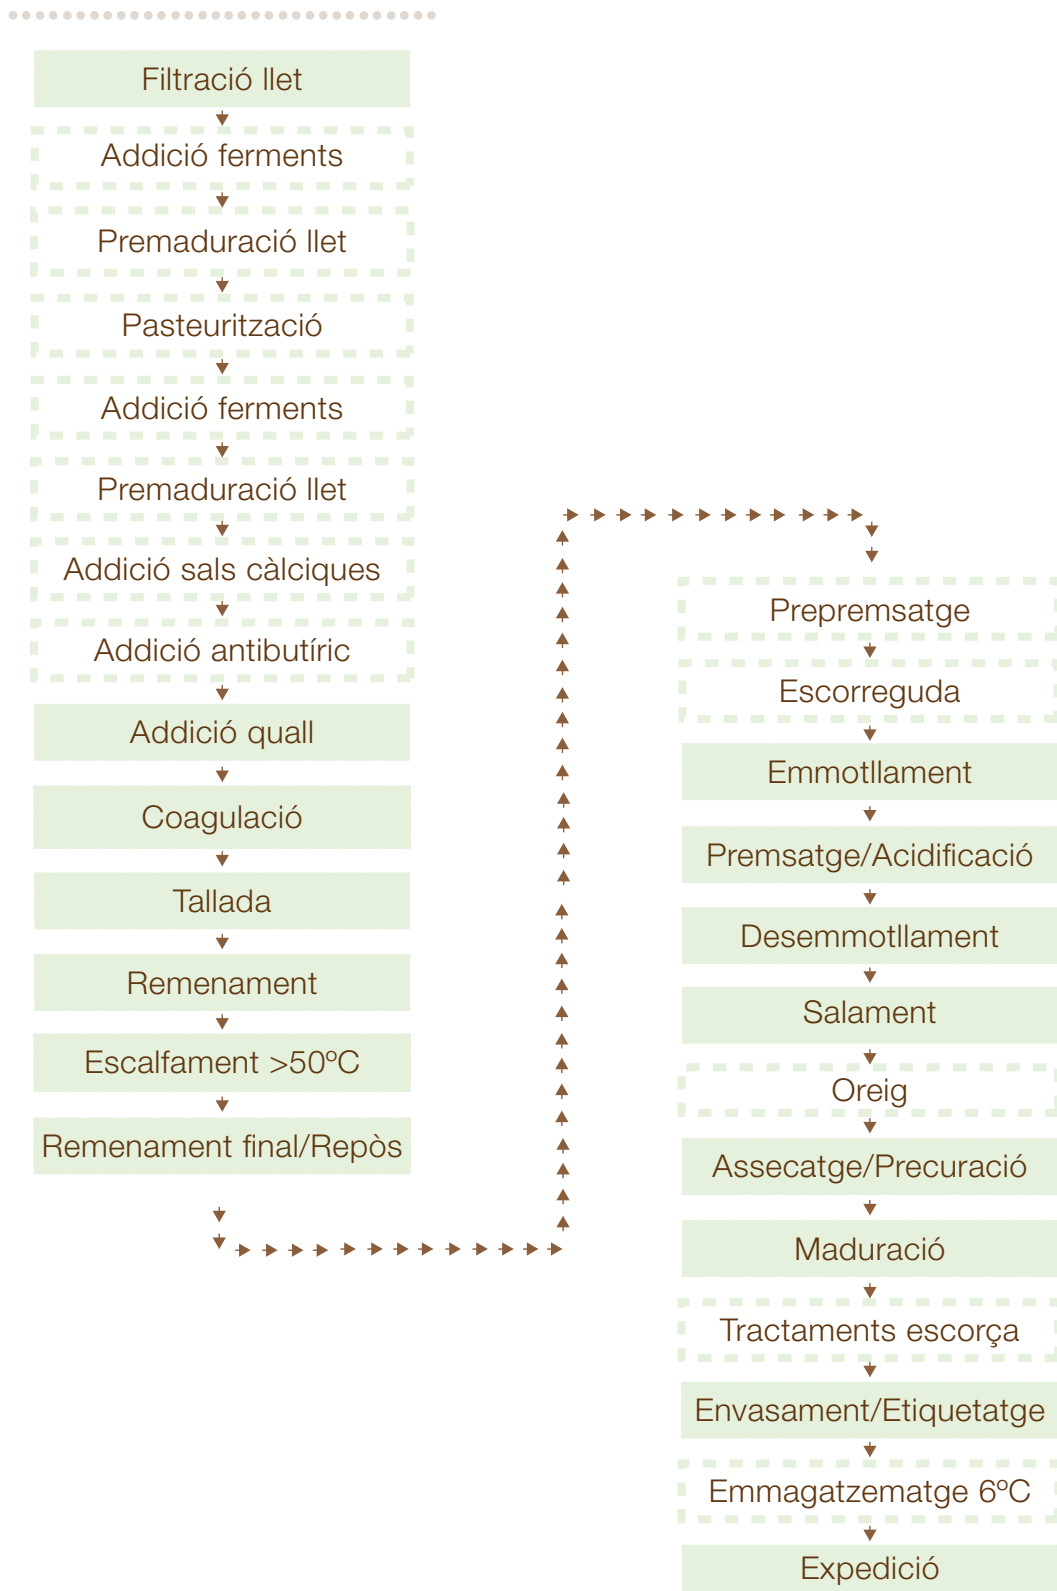 Filtració llet
Addició ferments
Premaduració llet
Pasteurització
Addició ferments
Premaduració llet
Addició sals càlciques
Addició antibutíric
Addició quall
Coagulació
Tallada
Remenament
Escalfament >50ºC
Remenament final/Repòs
Prepremsatge
Escorreguda
Emmotllament
Premsatge/Acidificació
Desemmotllament
Salament
Oreig
Assecatge/Precuració
Maduració
Tractaments escorça
Envasament/Etiquetatge
Emmagatzematge 6ºC
Expedició